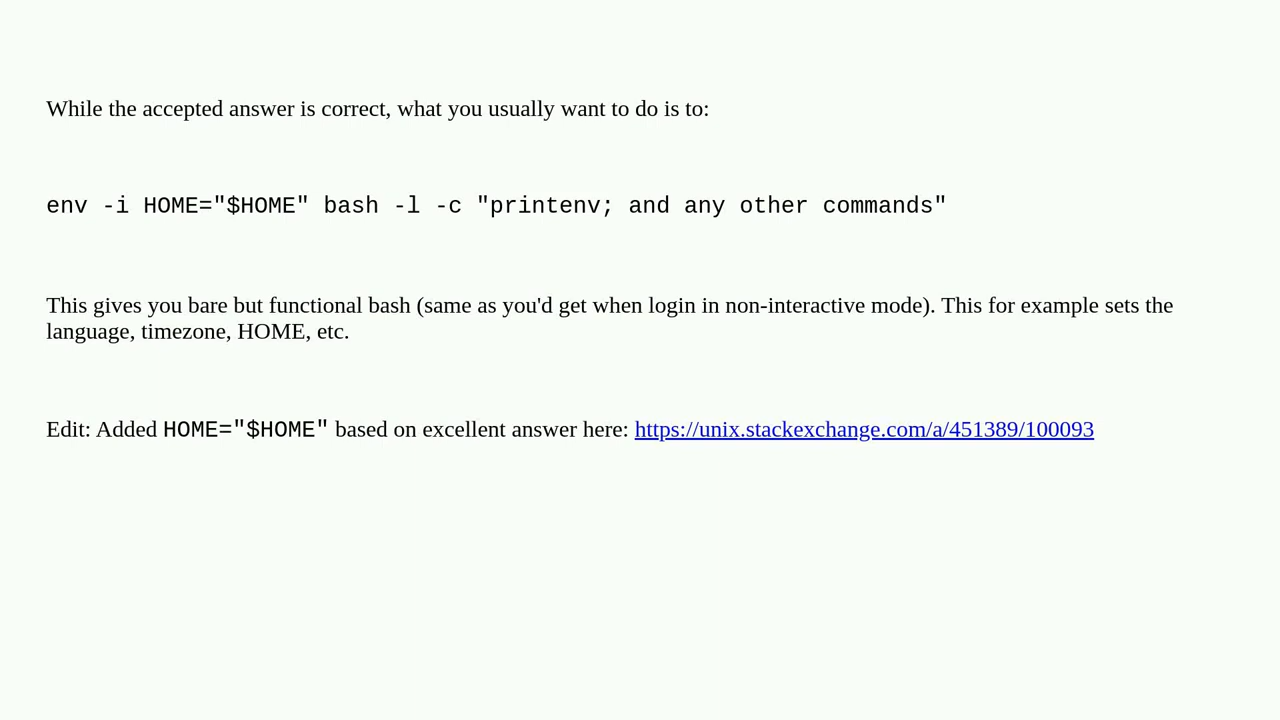 While the accepted answer is correct, what you usually want to do is to:
env -i HOME="$HOME" bash -l -c "printenv; and any other commands"
This gives you bare but functional bash (same as you'd get when login in non-interactive mode). This for example sets the
language, timezone, HOME, etc.
Edit: Added HOME="$HOME" based on excellent answer here: https://unix.stackexchange.com/a/451389/100093